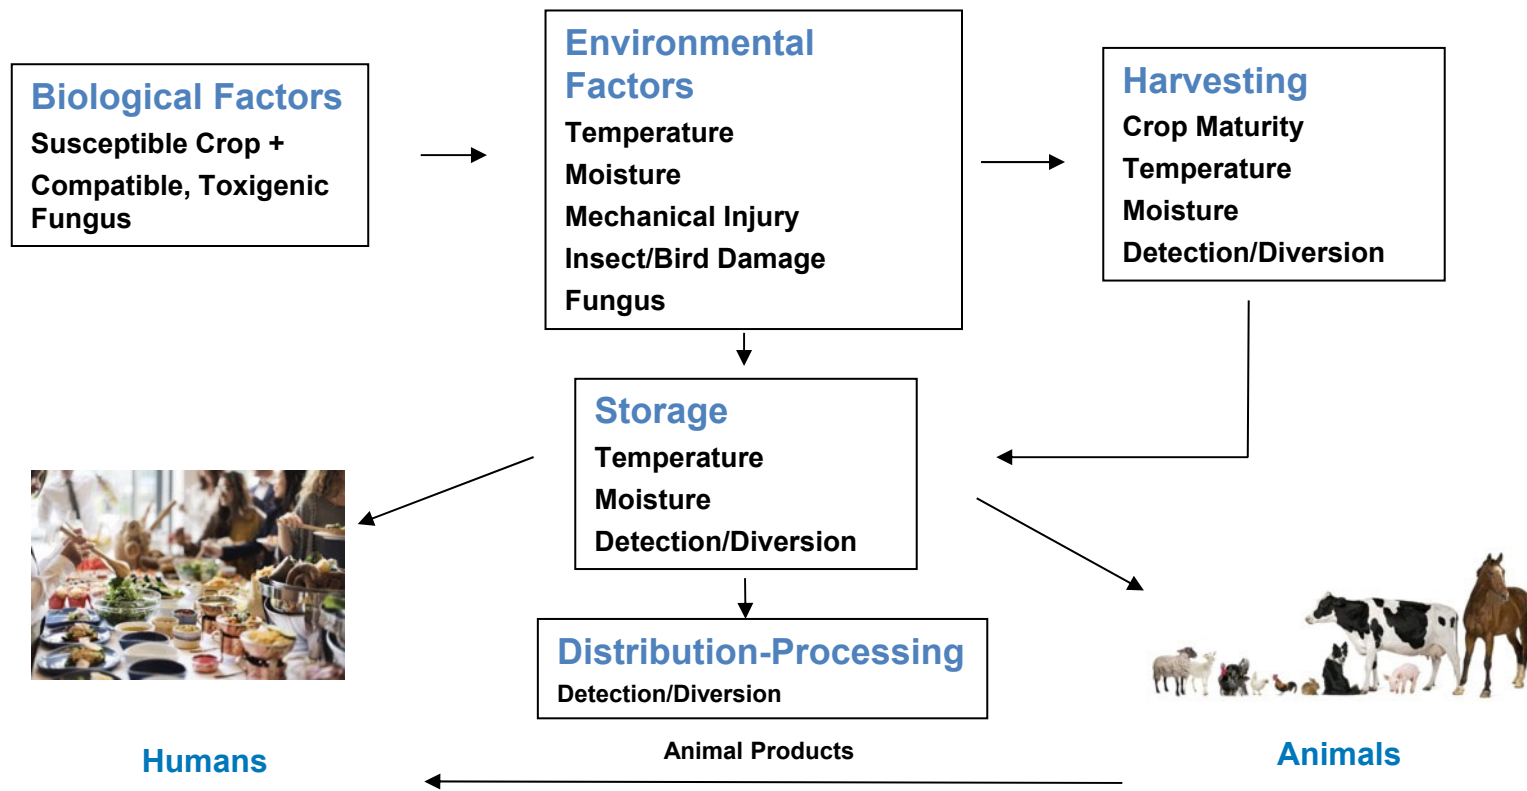 Biological Factors
Susceptible Crop +
Compatible, Toxigenic
Fungus
Environmental
Factors
Temperature
Moisture
Mechanical Injury
Insect/Bird Damage
Fungus
Harvesting
Crop Maturity
Temperature
Moisture
Detection/Diversion
Storage
Temperature
Moisture
Detection/Diversion
Distribution-Processing
Detection/Diversion
Humans
Animal Products
Animals